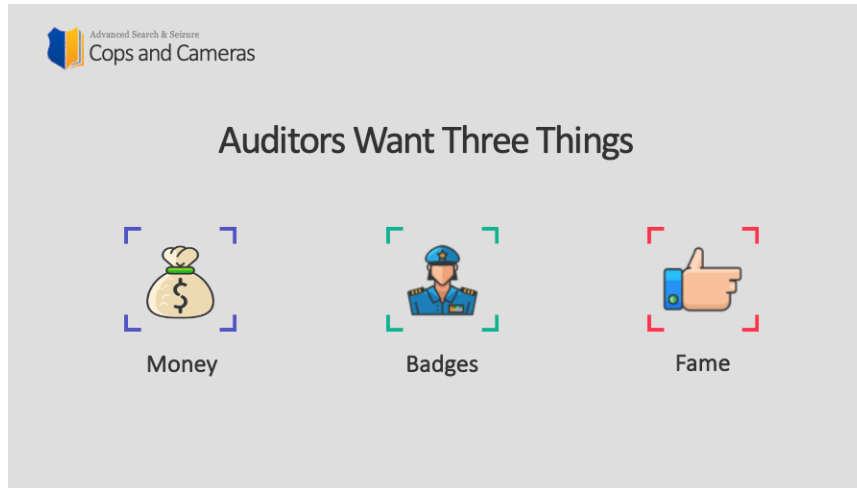 Advanced Search & Seizure
Cops and Cameras
Auditors Want Three Things
$
Money
Badges
Fame